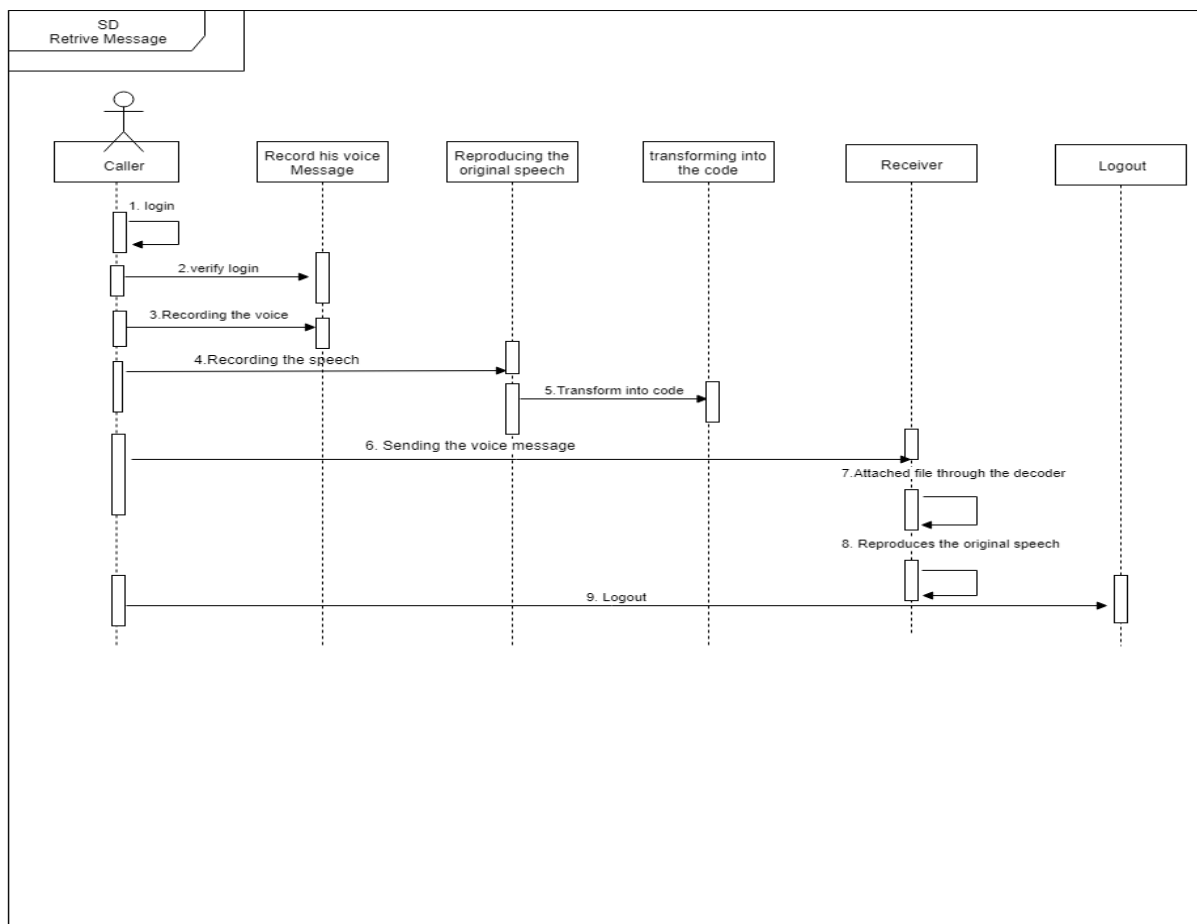 SD
Retrive Message
Caller
Record his voice
Message
Reproducing the
original speech
transforming into
the code
Receiver
Logout
1. login
2.verify login
3.Recording the voice
4.Recording the speech
5.Transform into code
6. Sending the voice message
7.Attached file through the decoder
8. Reproduces the original speech
9. Logout